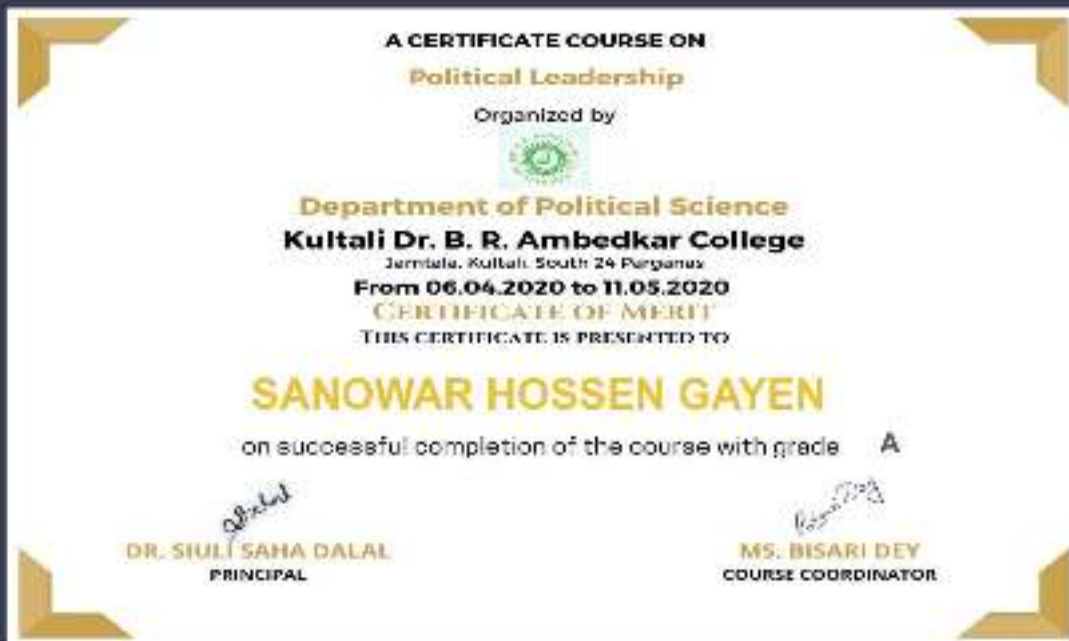 A CERTIFICATE COURSE ON
Political Leadership
Organized by
Department of Political Science
Kultali Dr. B. R. Ambedkar College
Jamtala, Kultali, South 24 Parganas
From 06.04.2020 to 11.05.2020
CERTIFICATE OF MERIT
THIS CERTIFICATE IS PRESENTED TO
SANOWAR HOSSEN GAYEN
on successful completion of the course with grade A
DR. SIULI SAHA DALAL
MS. BISARI DEY
PRINCIPAL
COURSE COORDINATOR